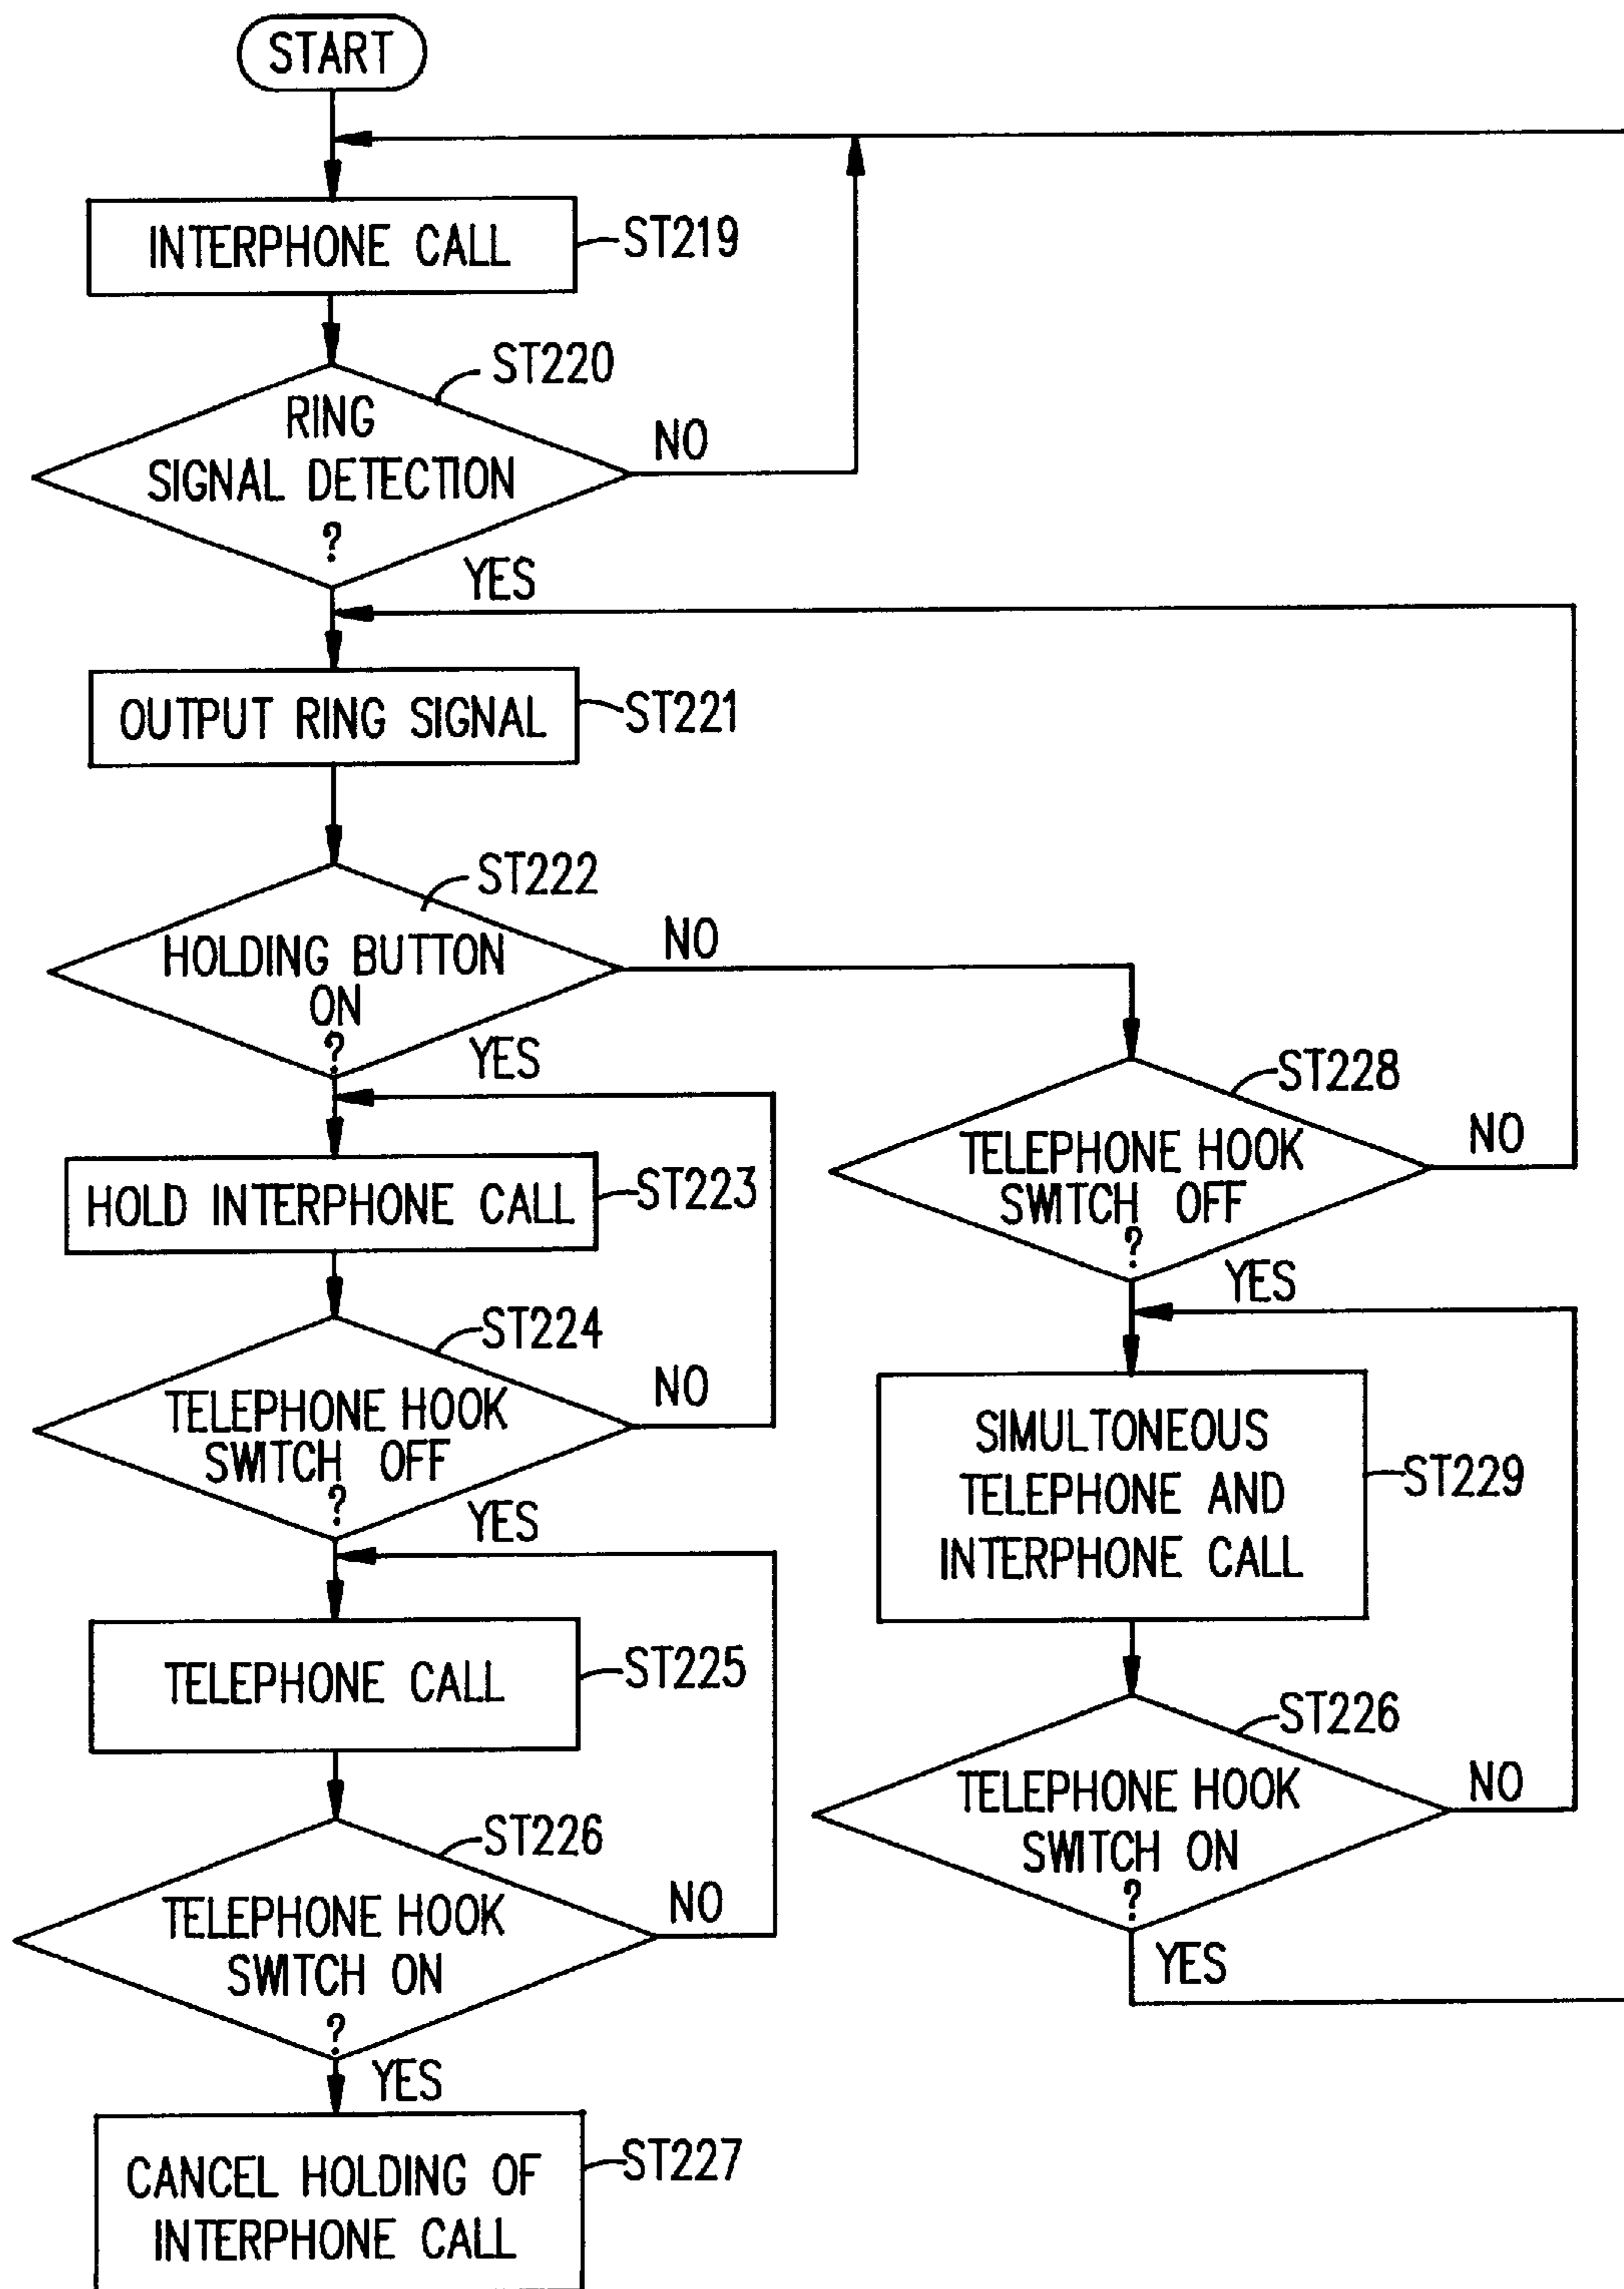 START
INTERPHONE CALL
ST219
ST220
RING
SIGNAL DETECTION
?
NO
YES
OUTPUT RING SIGNAL
ST221
ST222
HOLDING BUTTON
ON
?
NO
YES
HOLD INTERPHONE CALL
ST223
ST224
TELEPHONE HOOK
SWITCH OFF
?
NO
YES
TELEPHONE CALL
ST225
ST226
TELEPHONE HOOK
SWITCH ON
?
NO
YES
CANCEL HOLDING OF
INTERPHONE CALL
ST227
ST228
TELEPHONE HOOK
SWITCH OFF
?
NO
YES
SIMULTONEOUS
TELEPHONE AND
INTERPHONE CALL
ST229
ST226
TELEPHONE HOOK
SWITCH ON
?
NO
YES